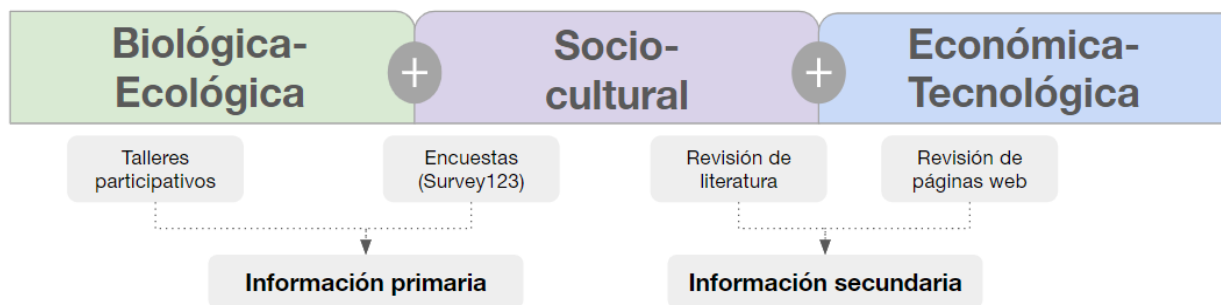 Biológica-
Ecológica
+
Socio-
cultural
+
Económica-
Tecnológica
Talleres
participativos
Encuestas
(Survey123)
Revisión de
literatura
Revisión de
páginas web
Información primaria
Información secundaria